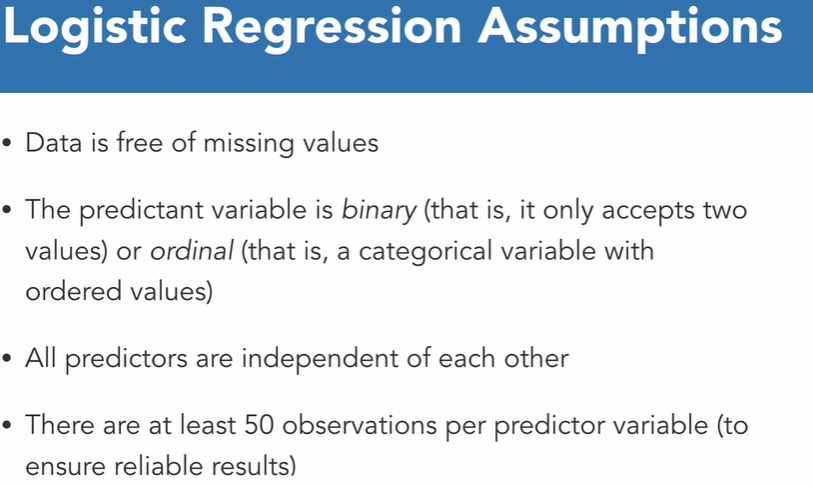 Logistic Regression Assumptions
• Data is free of missing values
• The predictant variable is binary (that is, it only accepts two
values) or ordinal (that is, a categorical variable with
ordered values)
• All predictors are independent of each other
• There are at least 50 observations per predictor variable (to
ensure reliable results)